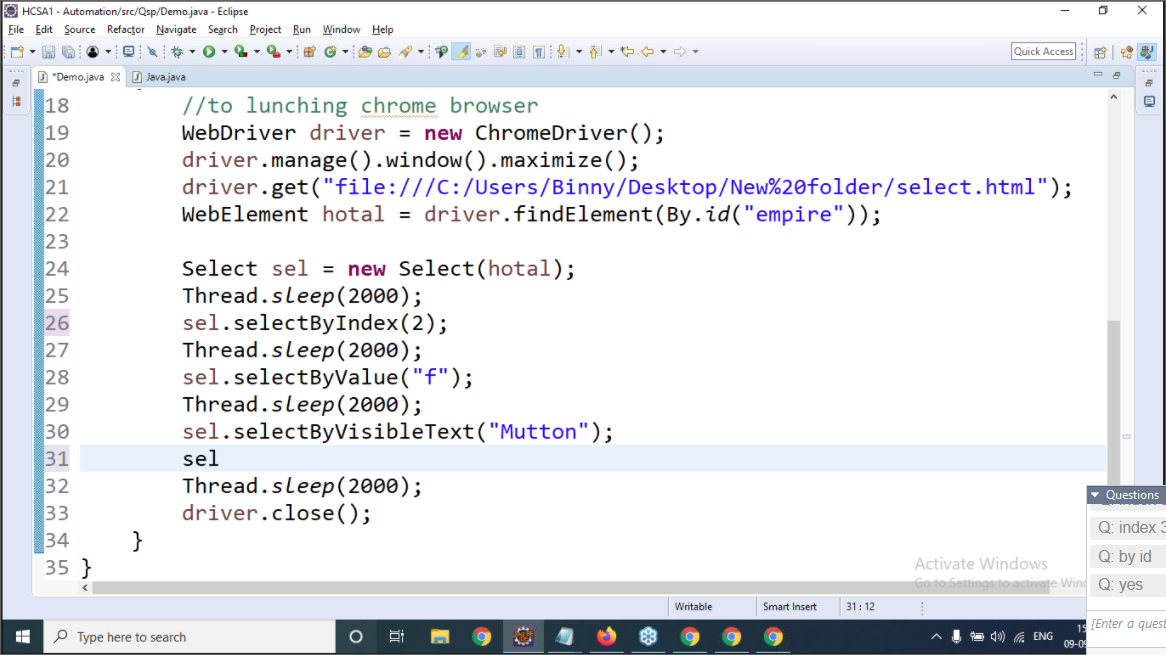 HCSA1 - Automation/src/Qsp/Demo.java - Eclipse
File Edit Source Refactor Navigate Search Project Run Window Help
Quick Access
*Demo.java Java.java
18 //to lunching chrome browser
19 WebDriver driver = new ChromeDriver();
20 driver.manage().window().maximize();
21 driver.get("file:///C:/Users/Binny/Desktop/New%20folder/select.html");
22 WebElement hotal = driver.findElement(By.id("empire"));
23
24 Select sel = new Select(hotal);
25 Thread.sleep(2000);
26 sel.selectByIndex(2);
27 Thread.sleep(2000);
28 sel.selectByValue("f");
29 Thread.sleep(2000);
30 sel.selectByVisibleText("Mutton");
31 sel
32 Thread.sleep(2000);
33 driver.close();
34 }
35 }
Questions
Q: index 3
Q: by id
Q: yes
[Enter a quest
Activate Windows
Go to Settings to activate Wind
Writable Smart Insert 31 : 12
Type here to search
ENG
15
09-09